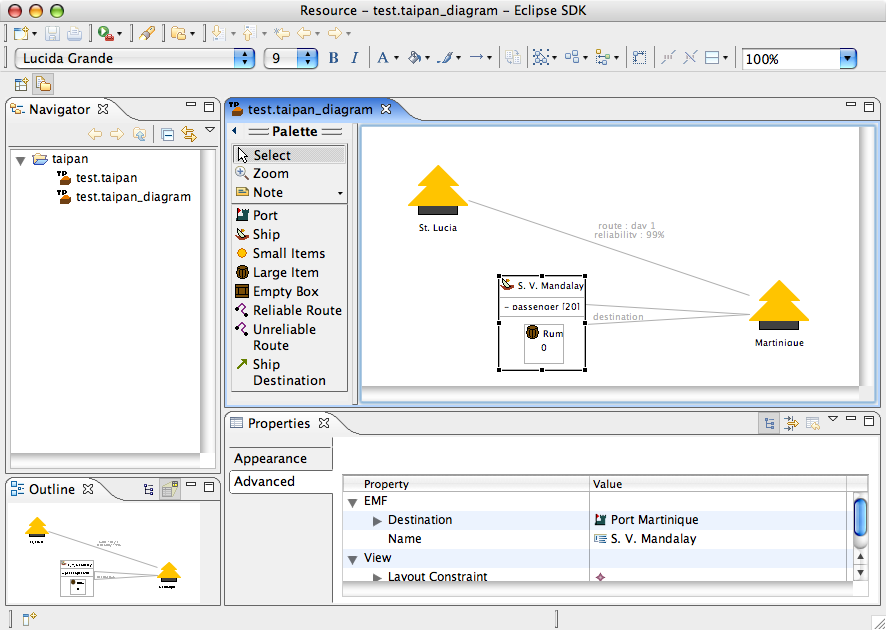 Resource – test.taipan_diagram – Eclipse SDK
Lucida Grande
9
B I
A
100%
Navigator
taipan
test.taipan
test.taipan_diagram
test.taipan_diagram
Palette
Select
Zoom
Note
Port
Ship
Small Items
Large Item
Empty Box
Reliable Route
Unreliable
Route
Ship
Destination
St. Lucia
route : day 1
reliability : 99%
S. V. Mandalay
– passenger [20]
Rum
0
destination
Martinique
Outline
Properties
Appearance
Advanced
Property Value
EMF
Destination Port Martinique
Name S. V. Mandalay
View
Layout Constraint